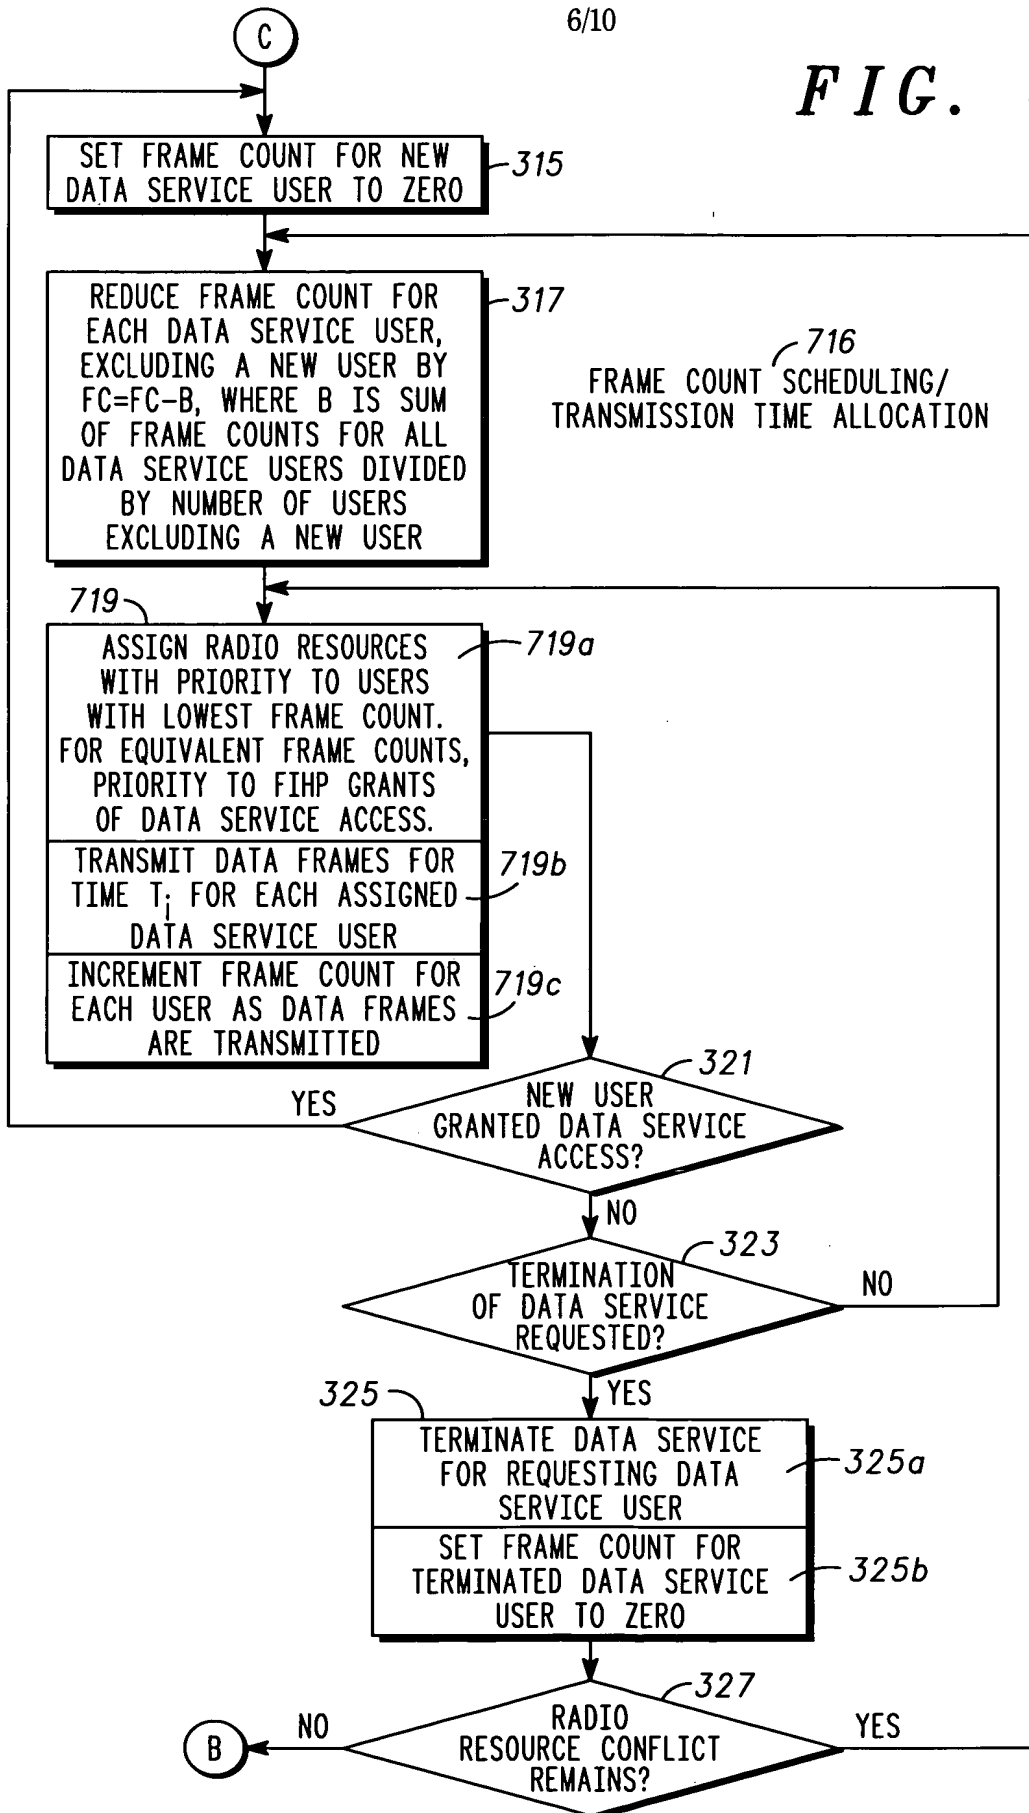 6/10
C
FIG.
SET FRAME COUNT FOR NEW
DATA SERVICE USER TO ZERO
315
REDUCE FRAME COUNT FOR
EACH DATA SERVICE USER,
EXCLUDING A NEW USER BY
FC=FC-B, WHERE B IS SUM
OF FRAME COUNTS FOR ALL
DATA SERVICE USERS DIVIDED
BY NUMBER OF USERS
EXCLUDING A NEW USER
317
716
FRAME COUNT SCHEDULING/
TRANSMISSION TIME ALLOCATION
719
ASSIGN RADIO RESOURCES
WITH PRIORITY TO USERS
WITH LOWEST FRAME COUNT.
FOR EQUIVALENT FRAME COUNTS,
PRIORITY TO FIHP GRANTS
OF DATA SERVICE ACCESS.
719a
TRANSMIT DATA FRAMES FOR
TIME Ti FOR EACH ASSIGNED
DATA SERVICE USER
719b
INCREMENT FRAME COUNT FOR
EACH USER AS DATA FRAMES
ARE TRANSMITTED
719c
321
YES
NEW USER
GRANTED DATA SERVICE
ACCESS?
NO
323
TERMINATION
OF DATA SERVICE
REQUESTED?
NO
YES
325
TERMINATE DATA SERVICE
FOR REQUESTING DATA
SERVICE USER
325a
SET FRAME COUNT FOR
TERMINATED DATA SERVICE
USER TO ZERO
325b
327
RADIO
RESOURCE CONFLICT
REMAINS?
NO
YES
B